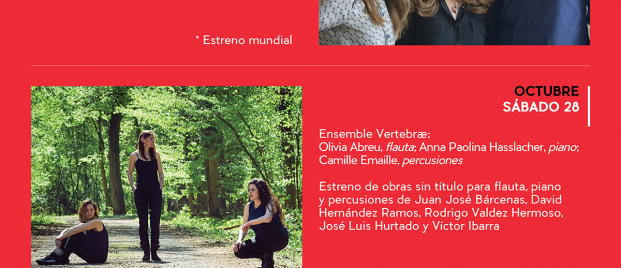 * Estreno mundial
OCTUBRE
SÁBADO 28
Ensemble Vertebræ:
Olivia Abreu, flauta; Anna Paolina Hasslacher, piano;
Camille Emaille, percusiones
Estreno de obras sin título para flauta, piano
y percusiones de Juan José Bárcenas, David
Hernández Ramos, Rodrigo Valdez Hermoso,
José Luis Hurtado y Víctor Ibarra